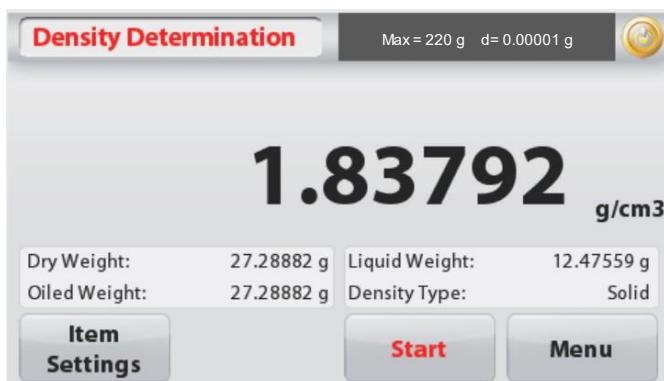 Density Determination Max = 220 g d= 0.00001 g
1.83792 g/cm3
Dry Weight: 27.28882 g Liquid Weight: 12.47559 g
Oiled Weight: 27.28882 g Density Type: Solid
Item
Settings
Start
Menu